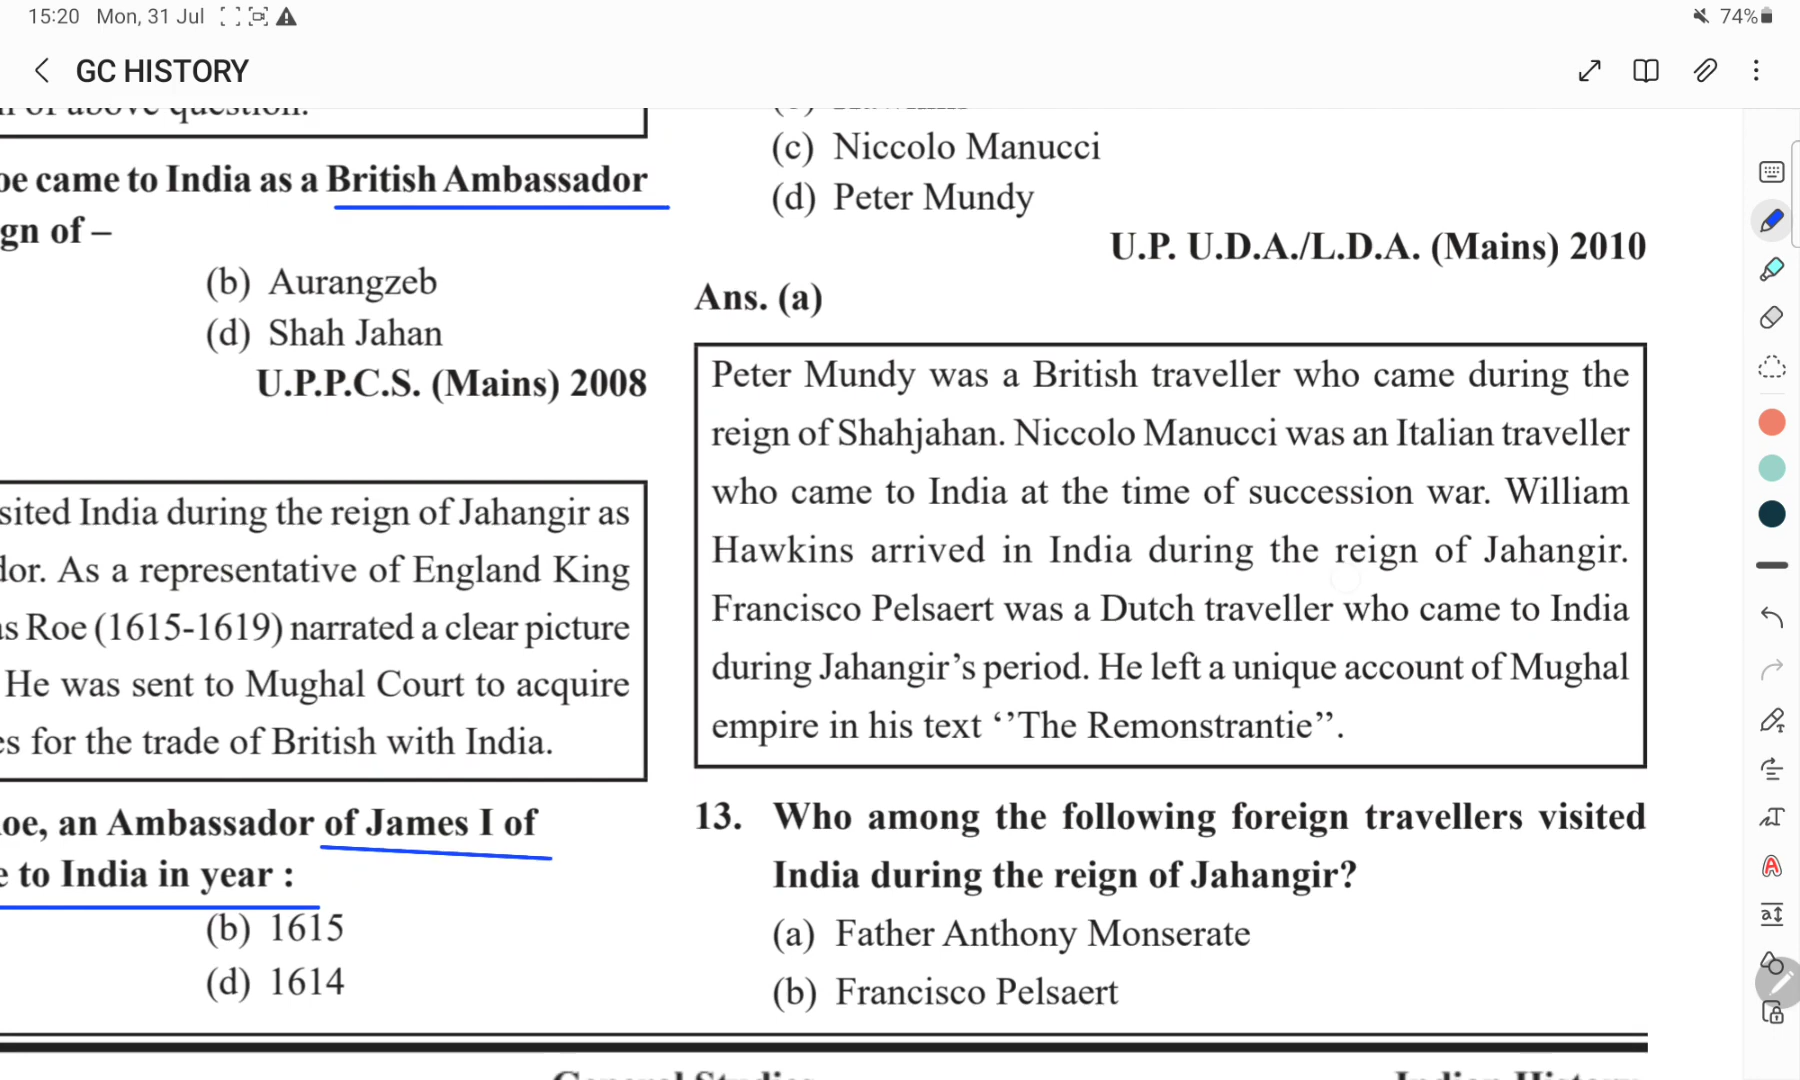 15:20 Mon, 31 Jul
74%
GC HISTORY
of above question.
oe came to India as a British Ambassador
gn of –
(b) Aurangzeb
(d) Shah Jahan
U.P.P.C.S. (Mains) 2008
sited India during the reign of Jahangir as
dor. As a representative of England King
as Roe (1615-1619) narrated a clear picture
He was sent to Mughal Court to acquire
es for the trade of British with India.
oe, an Ambassador of James I of
e to India in year :
(b) 1615
(d) 1614
(c) Niccolo Manucci
(d) Peter Mundy
U.P. U.D.A./L.D.A. (Mains) 2010
Ans. (a)
Peter Mundy was a British traveller who came during the
reign of Shahjahan. Niccolo Manucci was an Italian traveller
who came to India at the time of succession war. William
Hawkins arrived in India during the reign of Jahangir.
Francisco Pelsaert was a Dutch traveller who came to India
during Jahangir’s period. He left a unique account of Mughal
empire in his text ‘’The Remonstrantie’’.
13. Who among the following foreign travellers visited
India during the reign of Jahangir?
(a) Father Anthony Monserate
(b) Francisco Pelsaert
General Studies
Indian History